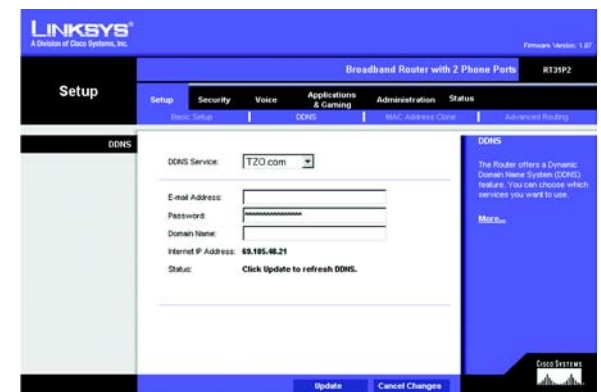 LINKSYS®
A Division of Cisco Systems, Inc.
Firmware Version: 1.87
Broadband Router with 2 Phone Ports RT31P2
Setup
Setup Security Voice Applications & Gaming Administration Status
Basic Setup DDNS MAC Address Clone Advanced Routing
DDNS
DDNS Service: TZO.com
E-mail Address:
Password: ****************
Domain Name:
Internet IP Address: 69.105.48.21
Status: Click Update to refresh DDNS.
DDNS
The Router offers a Dynamic
Domain Name System (DDNS)
feature. You can choose which
services you want to use.
More...
Update Cancel Changes
CISCO SYSTEMS